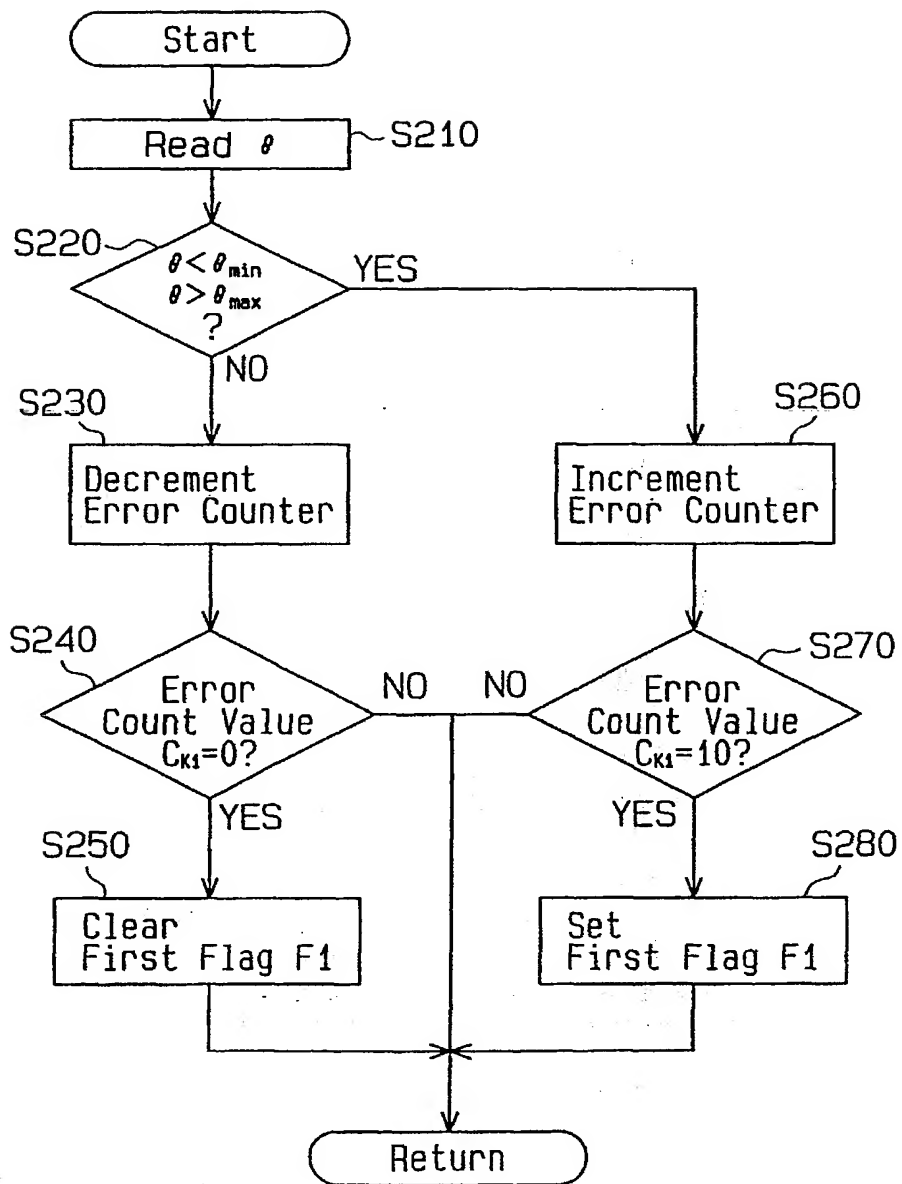 Start
Read θ
S210
S220
θ<θmin
θ>θmax
?
YES
NO
S230
Decrement
Error Counter
S260
Increment
Error Counter
S240
Error
Count Value
CK1=0?
NO
NO
S270
Error
Count Value
CK1=10?
YES
YES
S250
Clear
First Flag F1
S280
Set
First Flag F1
Return